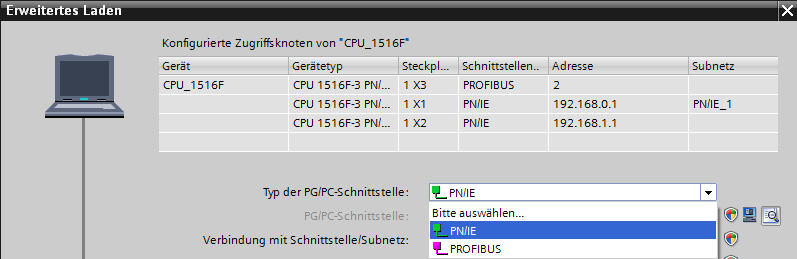 Erweitertes Laden
Konfigurierte Zugriffsknoten von "CPU_1516F"
Gerät Gerätetyp Steckpl... Schnittstellen.. Adresse Subnetz
CPU_1516F CPU 1516F-3 PN/... 1 X3 PROFIBUS 2
CPU 1516F-3 PN/... 1 X1 PN/IE 192.168.0.1 PN/IE_1
CPU 1516F-3 PN/... 1 X2 PN/IE 192.168.1.1
Typ der PG/PC-Schnittstelle: PN/IE
PG/PC-Schnittstelle: Bitte auswählen...
PN/IE
Verbindung mit Schnittstelle/Subnetz: PROFIBUS